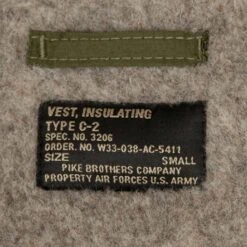 VEST, INSULATING
TYPE C-2
SPEC. NO. 3206
ORDER. NO. W33-038-AC-5411
SIZE SMALL
PIKE BROTHERS COMPANY
PROPERTY AIR FORCES U.S. ARMY